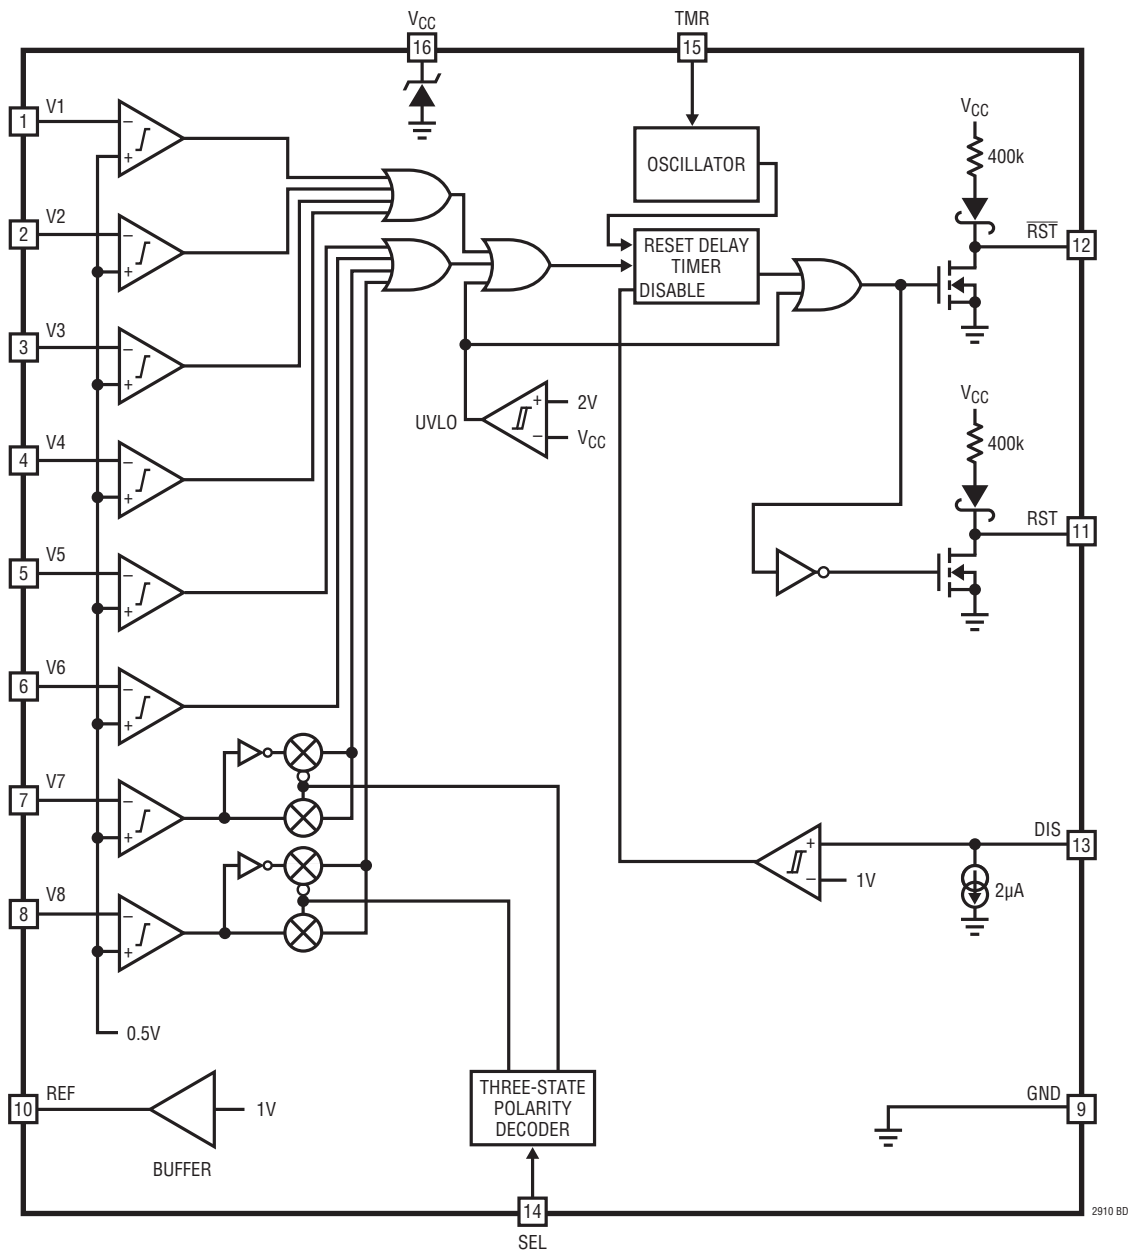 VCC
TMR
16
15
V1
1
–
+
VCC
400k
OSCILLATOR
V2
2
–
+
RST
12
RESET DELAY
TIMER
DISABLE
V3
3
–
+
VCC
400k
UVLO
+
2V
–
VCC
V4
4
–
+
RST
11
V5
5
–
+
V6
6
–
+
V7
7
–
+
DIS
13
+
–
1V
2µA
V8
8
–
+
0.5V
THREE-STATE
POLARITY
DECODER
REF
10
1V
BUFFER
GND
9
14
SEL
2910 BD